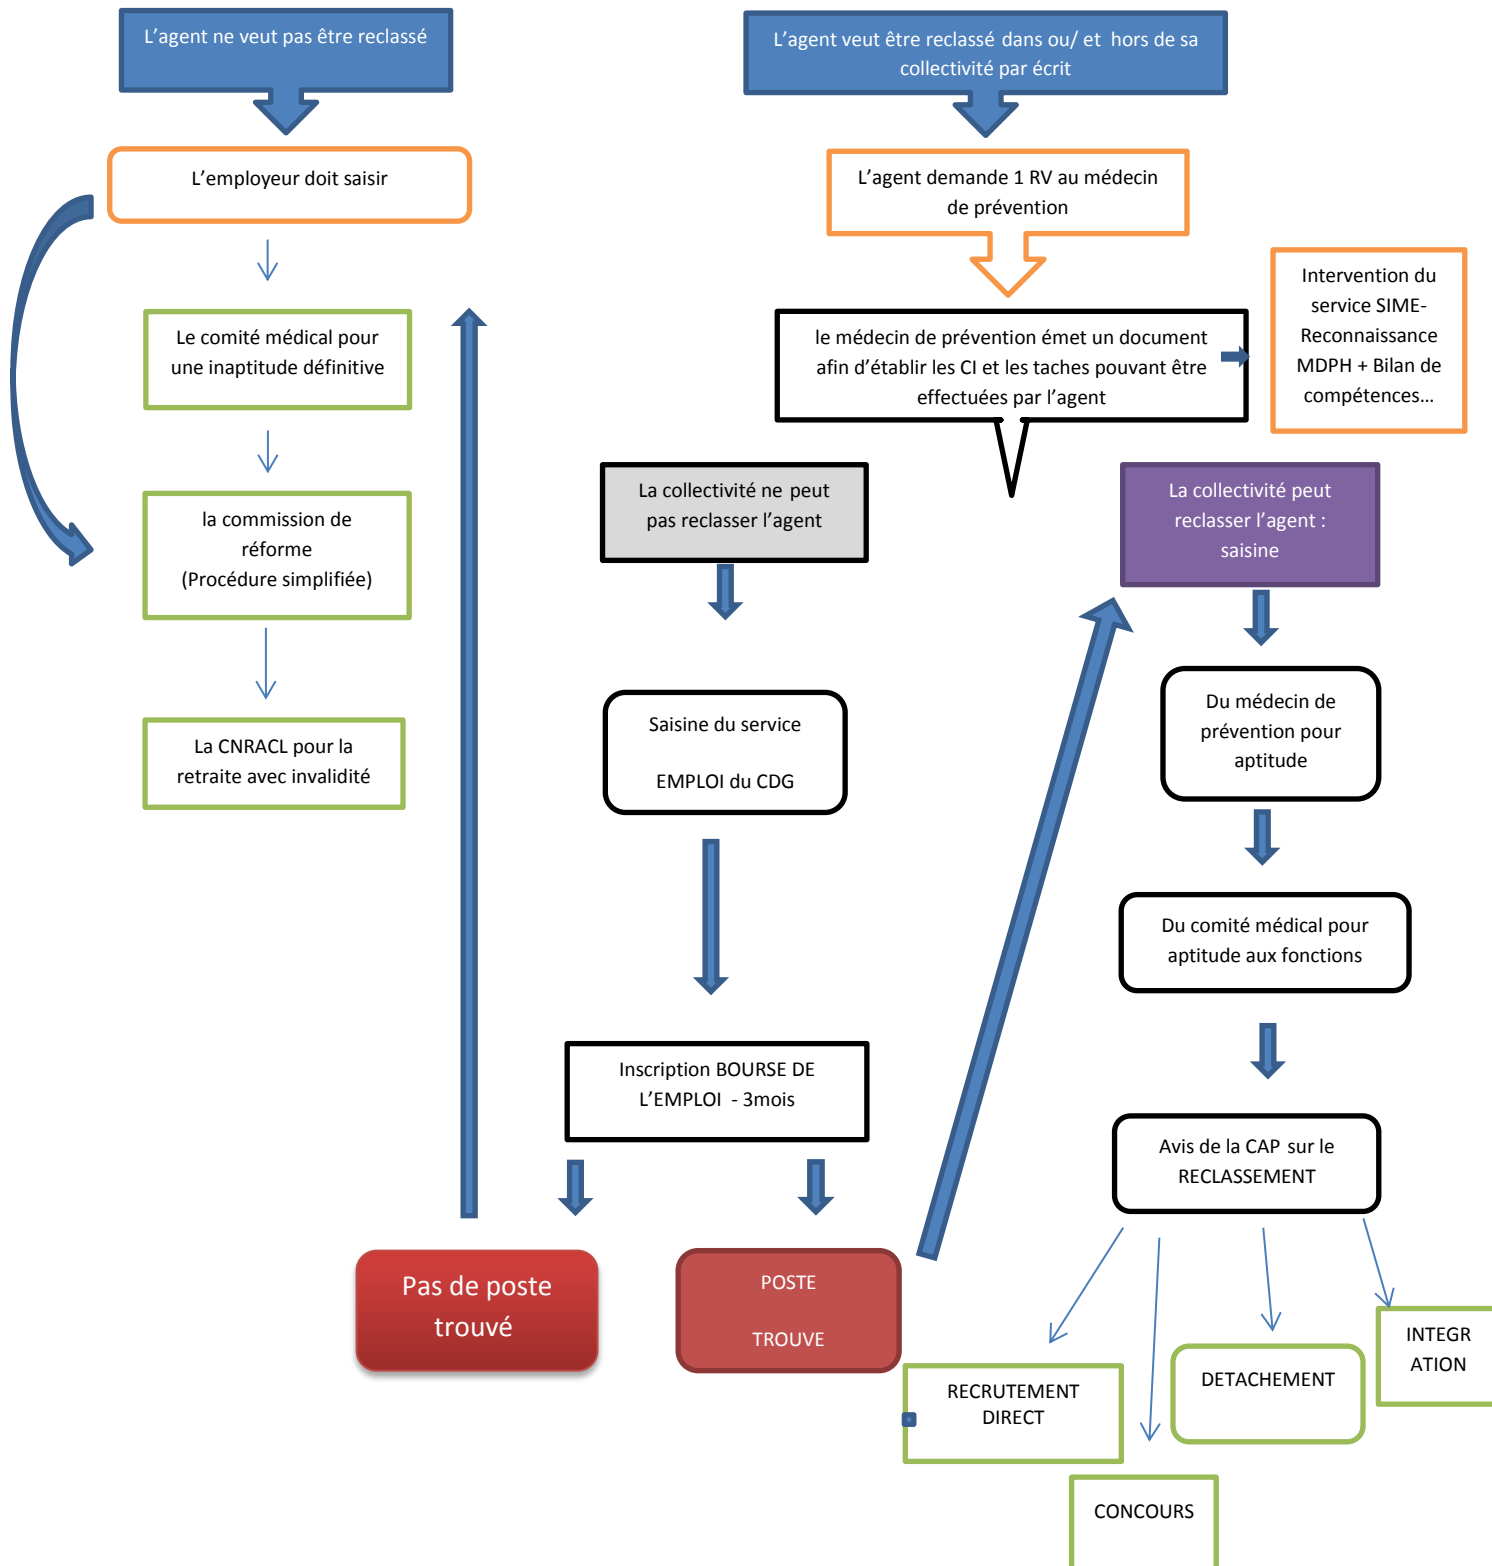 L’agent ne veut pas être reclassé
L’agent veut être reclassé dans ou/ et hors de sa
collectivité par écrit
L’employeur doit saisir
L’agent demande 1 RV au médecin
de prévention
Intervention du
service SIME-
Reconnaissance
MDPH + Bilan de
compétences…
Le comité médical pour
une inaptitude définitive
le médecin de prévention émet un document
afin d’établir les CI et les taches pouvant être
effectuées par l’agent
La collectivité ne peut
pas reclasser l’agent
La collectivité peut
reclasser l’agent :
saisine
la commission de
réforme
(Procédure simplifiée)
La CNRACL pour la
retraite avec invalidité
Saisine du service
EMPLOI du CDG
Du médecin de
prévention pour
aptitude
Du comité médical pour
aptitude aux fonctions
Inscription BOURSE DE
L’EMPLOI - 3mois
Avis de la CAP sur le
RECLASSEMENT
Pas de poste
trouvé
POSTE
TROUVE
RECRUTEMENT
DIRECT
CONCOURS
DETACHEMENT
INTEGR
ATION